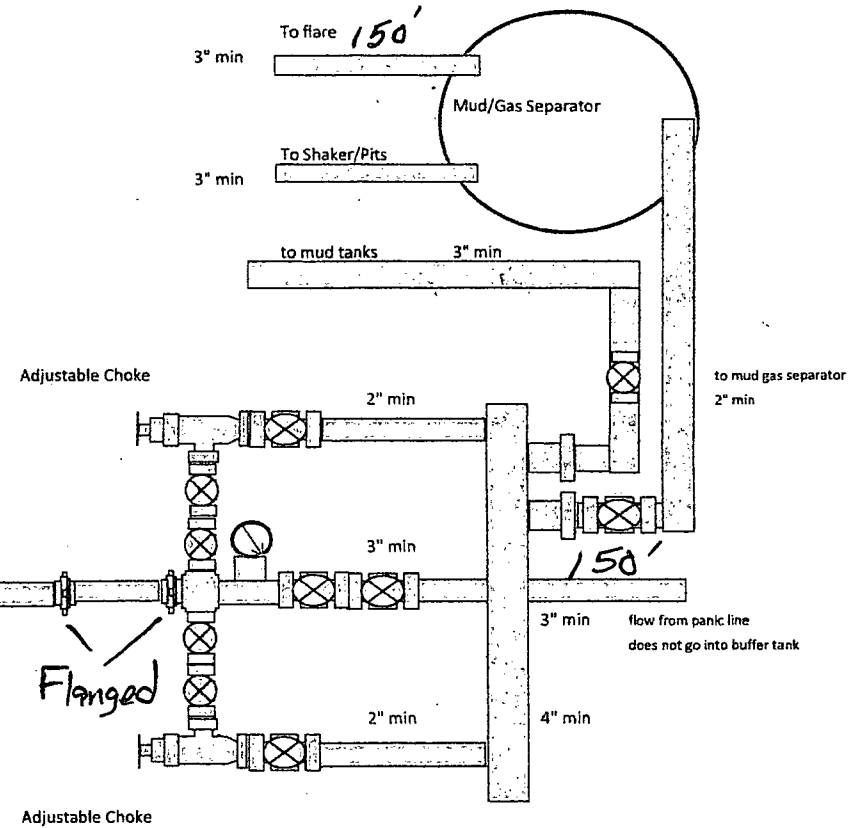 To flare 150'
3" min
Mud/Gas Separator
To Shaker/Pits
3" min
to mud tanks 3" min
Adjustable Choke
to mud gas separator
2" min
2" min
3" min
150'
3" min
flow from panic line
does not go into buffer tank
Flanged
2" min
4" min
Adjustable Choke